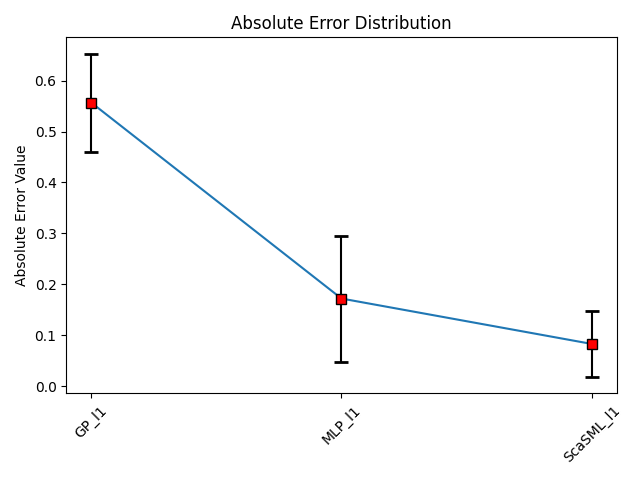 Absolute Error Distribution
Absolute Error Value
0.6
0.5
0.4
0.3
0.2
0.1
0.0
GP_l1
MLP_l1
ScaSML_l1